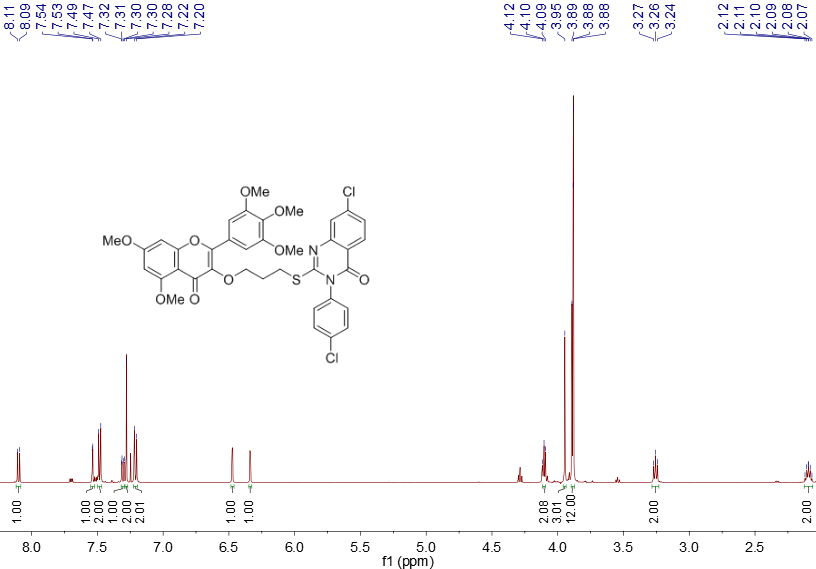 8.11 8.09 7.54 7.53 7.49 7.47 7.32 7.31 7.30 7.30 7.28 7.22 7.20 4.12 4.10 4.09 3.95 3.89 3.88 3.88 3.27 3.26 3.24 2.12 2.11 2.10 2.09 2.08 2.07
OMe
Cl
OMe
MeO
O
OMe
N
O
S
N
O
OMe
O
Cl
1.00 1.00 2.00 1.00 2.00 2.01 1.00 1.00 2.08 3.01 12.00 2.00 2.00
8.0 7.5 7.0 6.5 6.0 5.5 5.0 4.5 4.0 3.5 3.0 2.5
f1 (ppm)